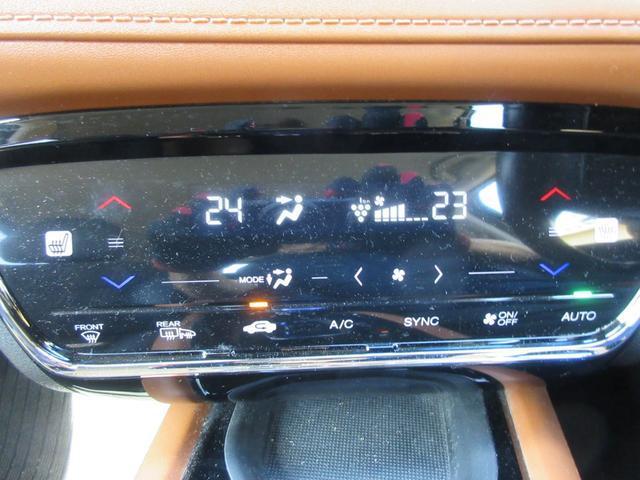 24 23
MODE
FRONT REAR A/C SYNC ON/OFF AUTO